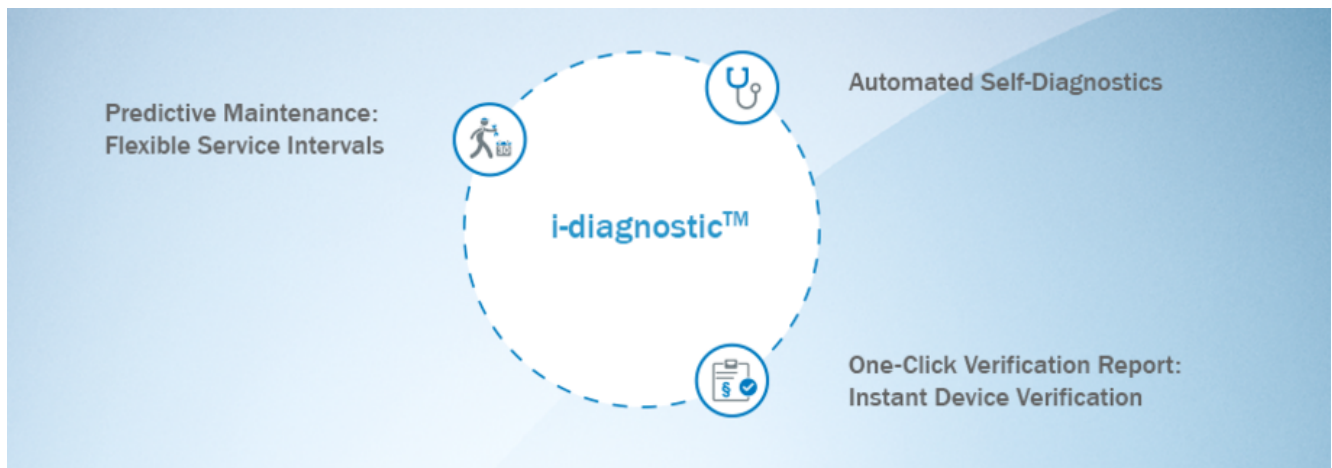 Predictive Maintenance:
Flexible Service Intervals
Automated Self-Diagnostics
i-diagnostic™
§
One-Click Verification Report:
Instant Device Verification